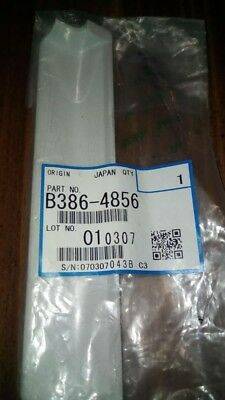 ORIGIN JAPAN QTY
1
PART NO.
B386-4856
LOT NO.
010307
S/N:070307043B C3